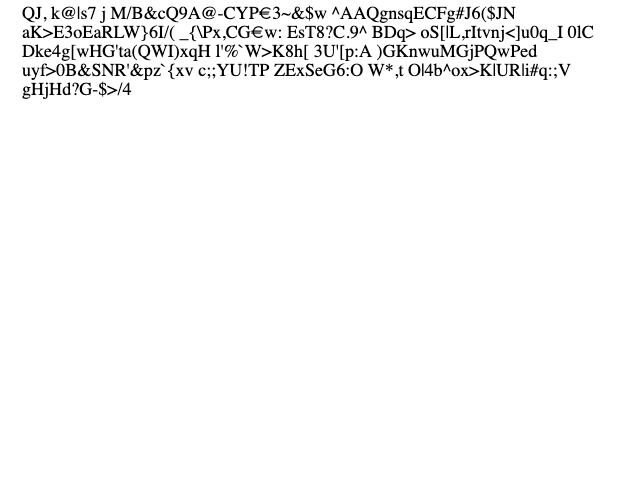 QJ, k@ls7 j M/B&cQ9A@-CYP€3~&$w ^AAQgnsqECFg#J6($JN
aK>E3oEaRLW}6I/( _{\Px,CG€w: EsT8?C.9^ BDq> oS[lL,rItvnj<]u0q_I 0lC
Dke4g[wHG'ta(QWI)xqH l'%`W>K8h[ 3U'[p:A )GKnwuMGjPQwPed
uyf>0B&SNR'&pz`{xv c;;YU!TP ZExSeG6:O W*,t O|4b^ox>K|UR|i#q:;V
gHjHd?G-$>/4